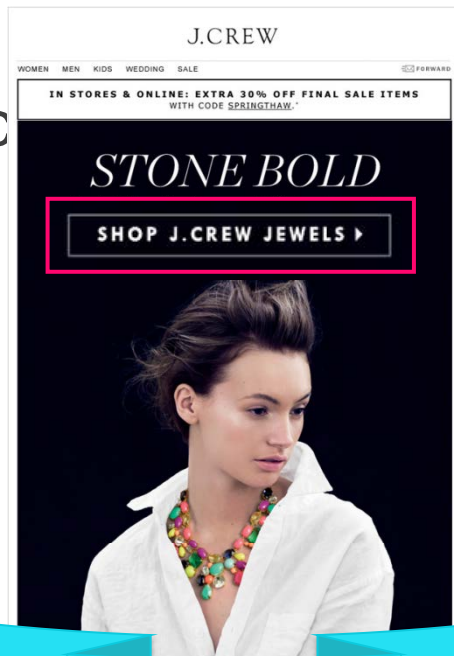 J.CREW
WOMEN MEN KIDS WEDDING SALE FORWARD
IN STORES & ONLINE: EXTRA 30% OFF FINAL SALE ITEMS
WITH CODE SPRINGTHAW.*
STONE BOLD
SHOP J.CREW JEWELS